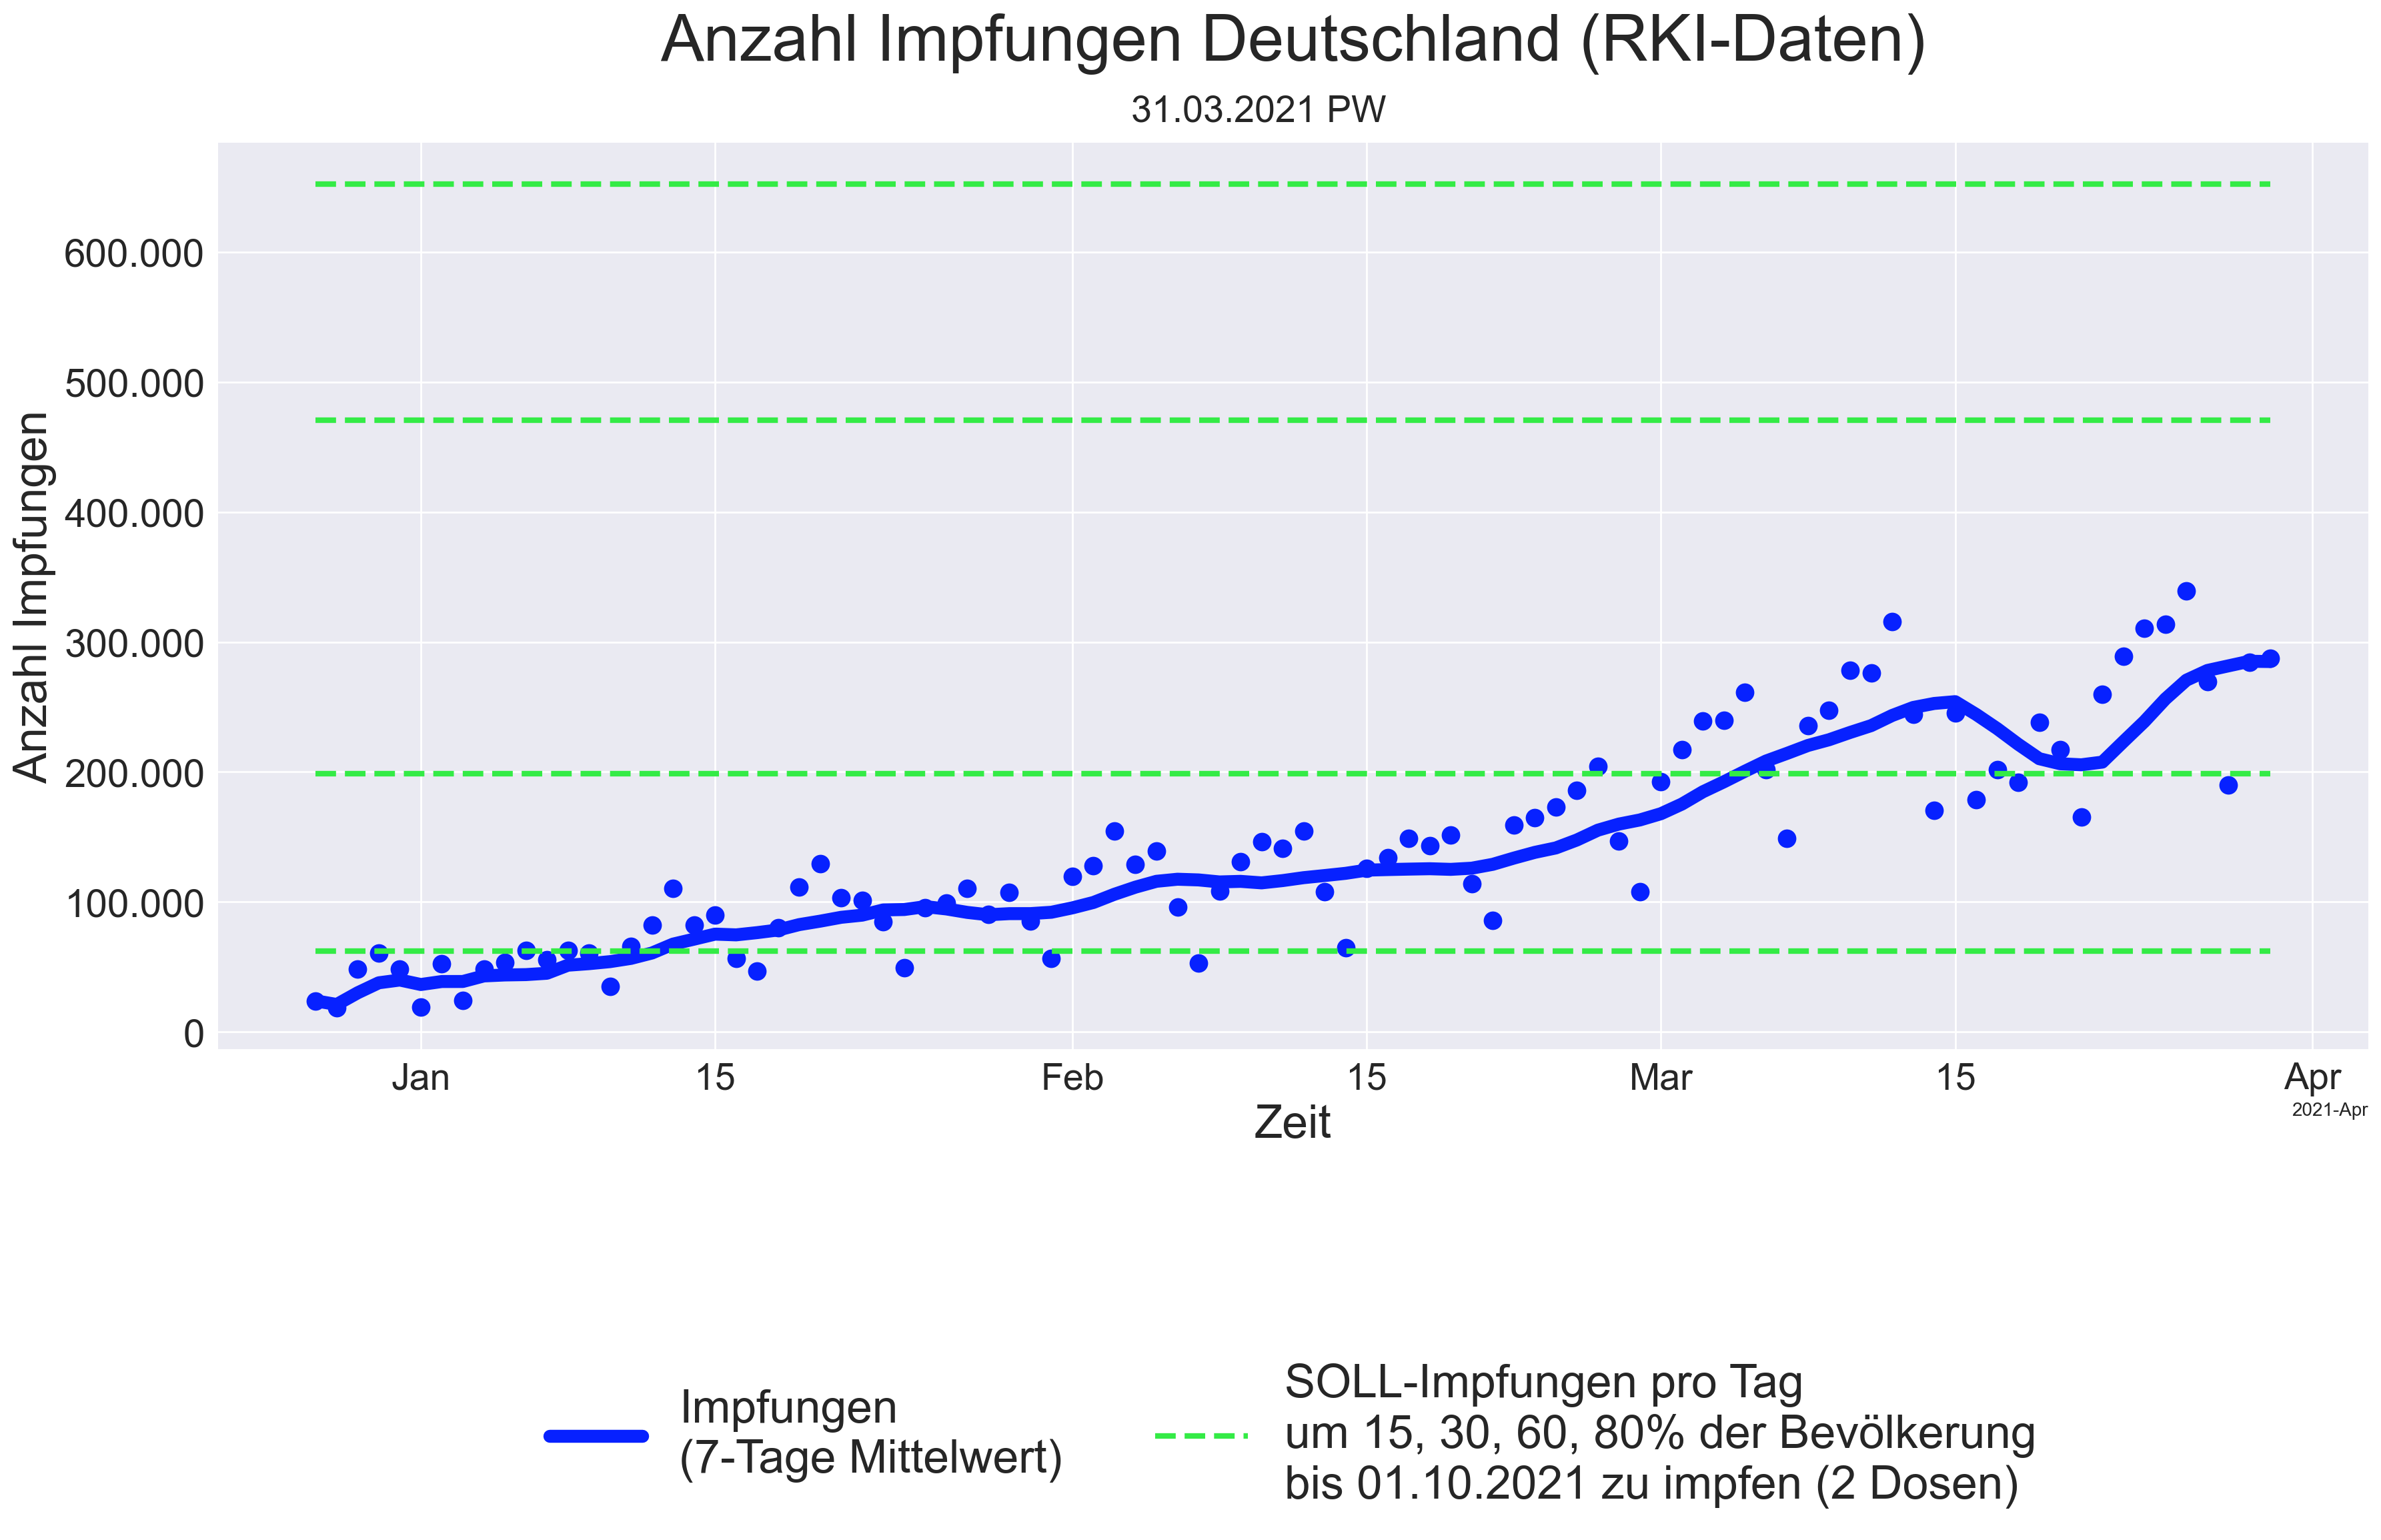 Anzahl Impfungen Deutschland (RKI-Daten)
31.03.2021 PW
Anzahl Impfungen
600.000
500.000
400.000
300.000
200.000
100.000
0
Jan
15
Feb
15
Mar
15
Apr
2021-Apr
Zeit
Impfungen
(7-Tage Mittelwert)
SOLL-Impfungen pro Tag
um 15, 30, 60, 80% der Bevölkerung
bis 01.10.2021 zu impfen (2 Dosen)